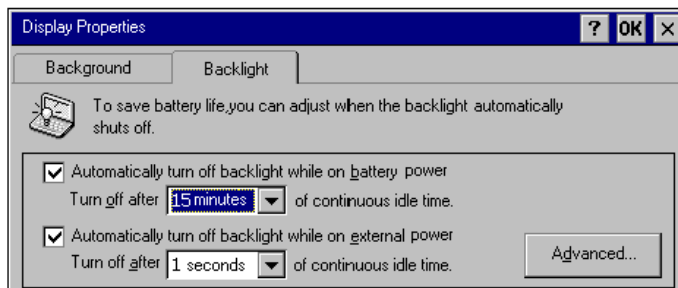 Display Properties ? OK ×
Background Backlight
To save battery life,you can adjust when the backlight automatically
shuts off.
Automatically turn off backlight while on battery power
Turn off after 15 minutes of continuous idle time.
Automatically turn off backlight while on external power
Turn off after 1 seconds of continuous idle time.
Advanced...